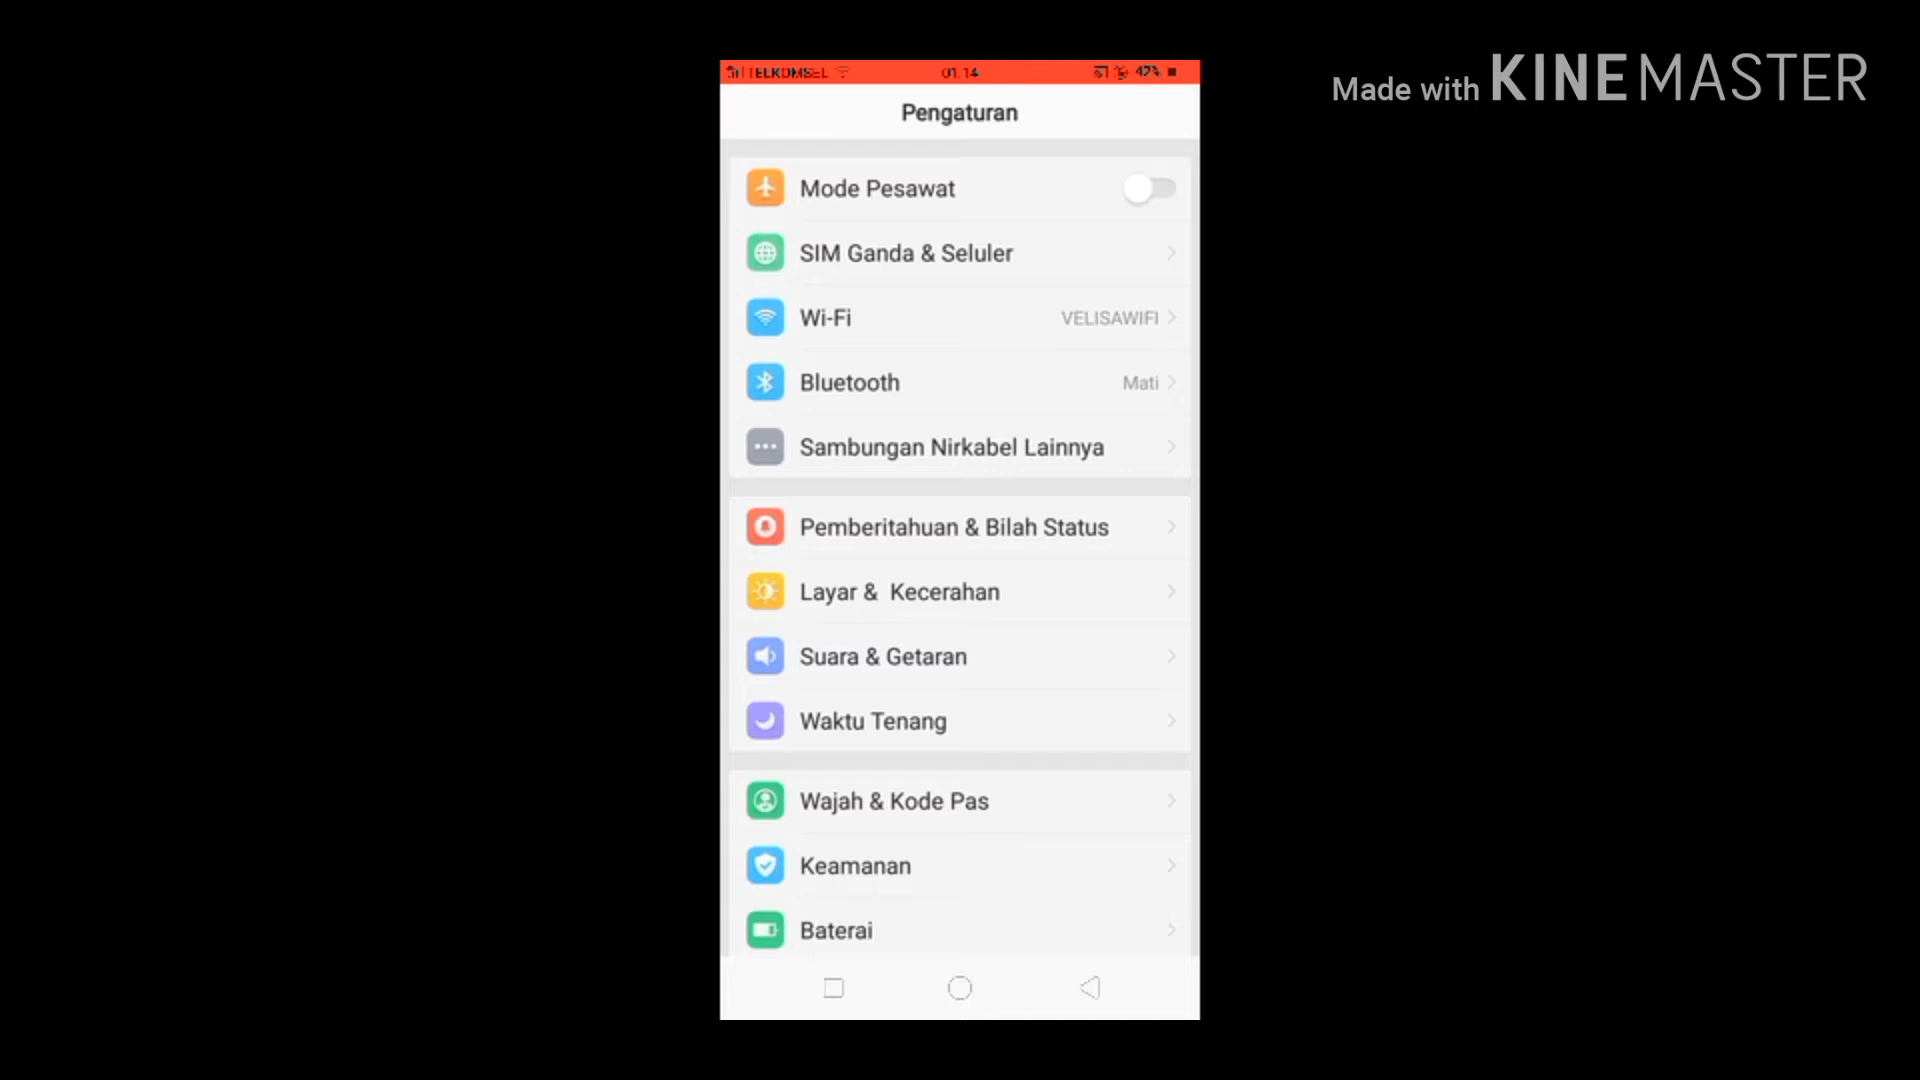 TELKOMSEL 01.14 42%
Made with KINEMASTER
Pengaturan
Mode Pesawat
SIM Ganda & Seluler
Wi-Fi VELISAWIFI
Bluetooth Mati
Sambungan Nirkabel Lainnya
Pemberitahuan & Bilah Status
Layar & Kecerahan
Suara & Getaran
Waktu Tenang
Wajah & Kode Pas
Keamanan
Baterai